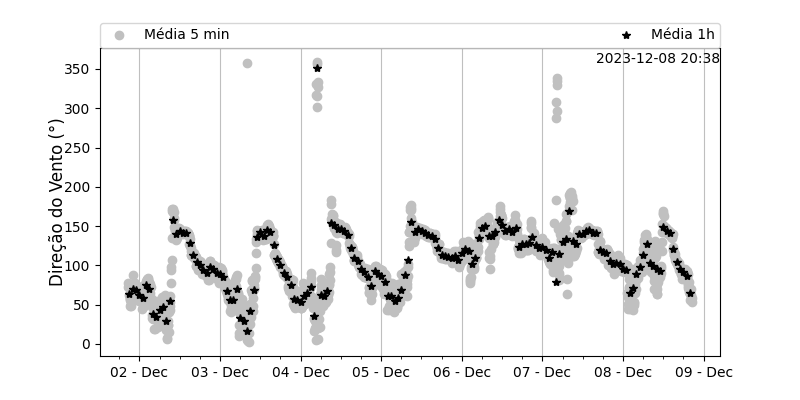 Média 5 min
Média 1h
2023-12-08 20:38
Direção do Vento (°)
350
300
250
200
150
100
50
0
02 - Dec
03 - Dec
04 - Dec
05 - Dec
06 - Dec
07 - Dec
08 - Dec
09 - Dec